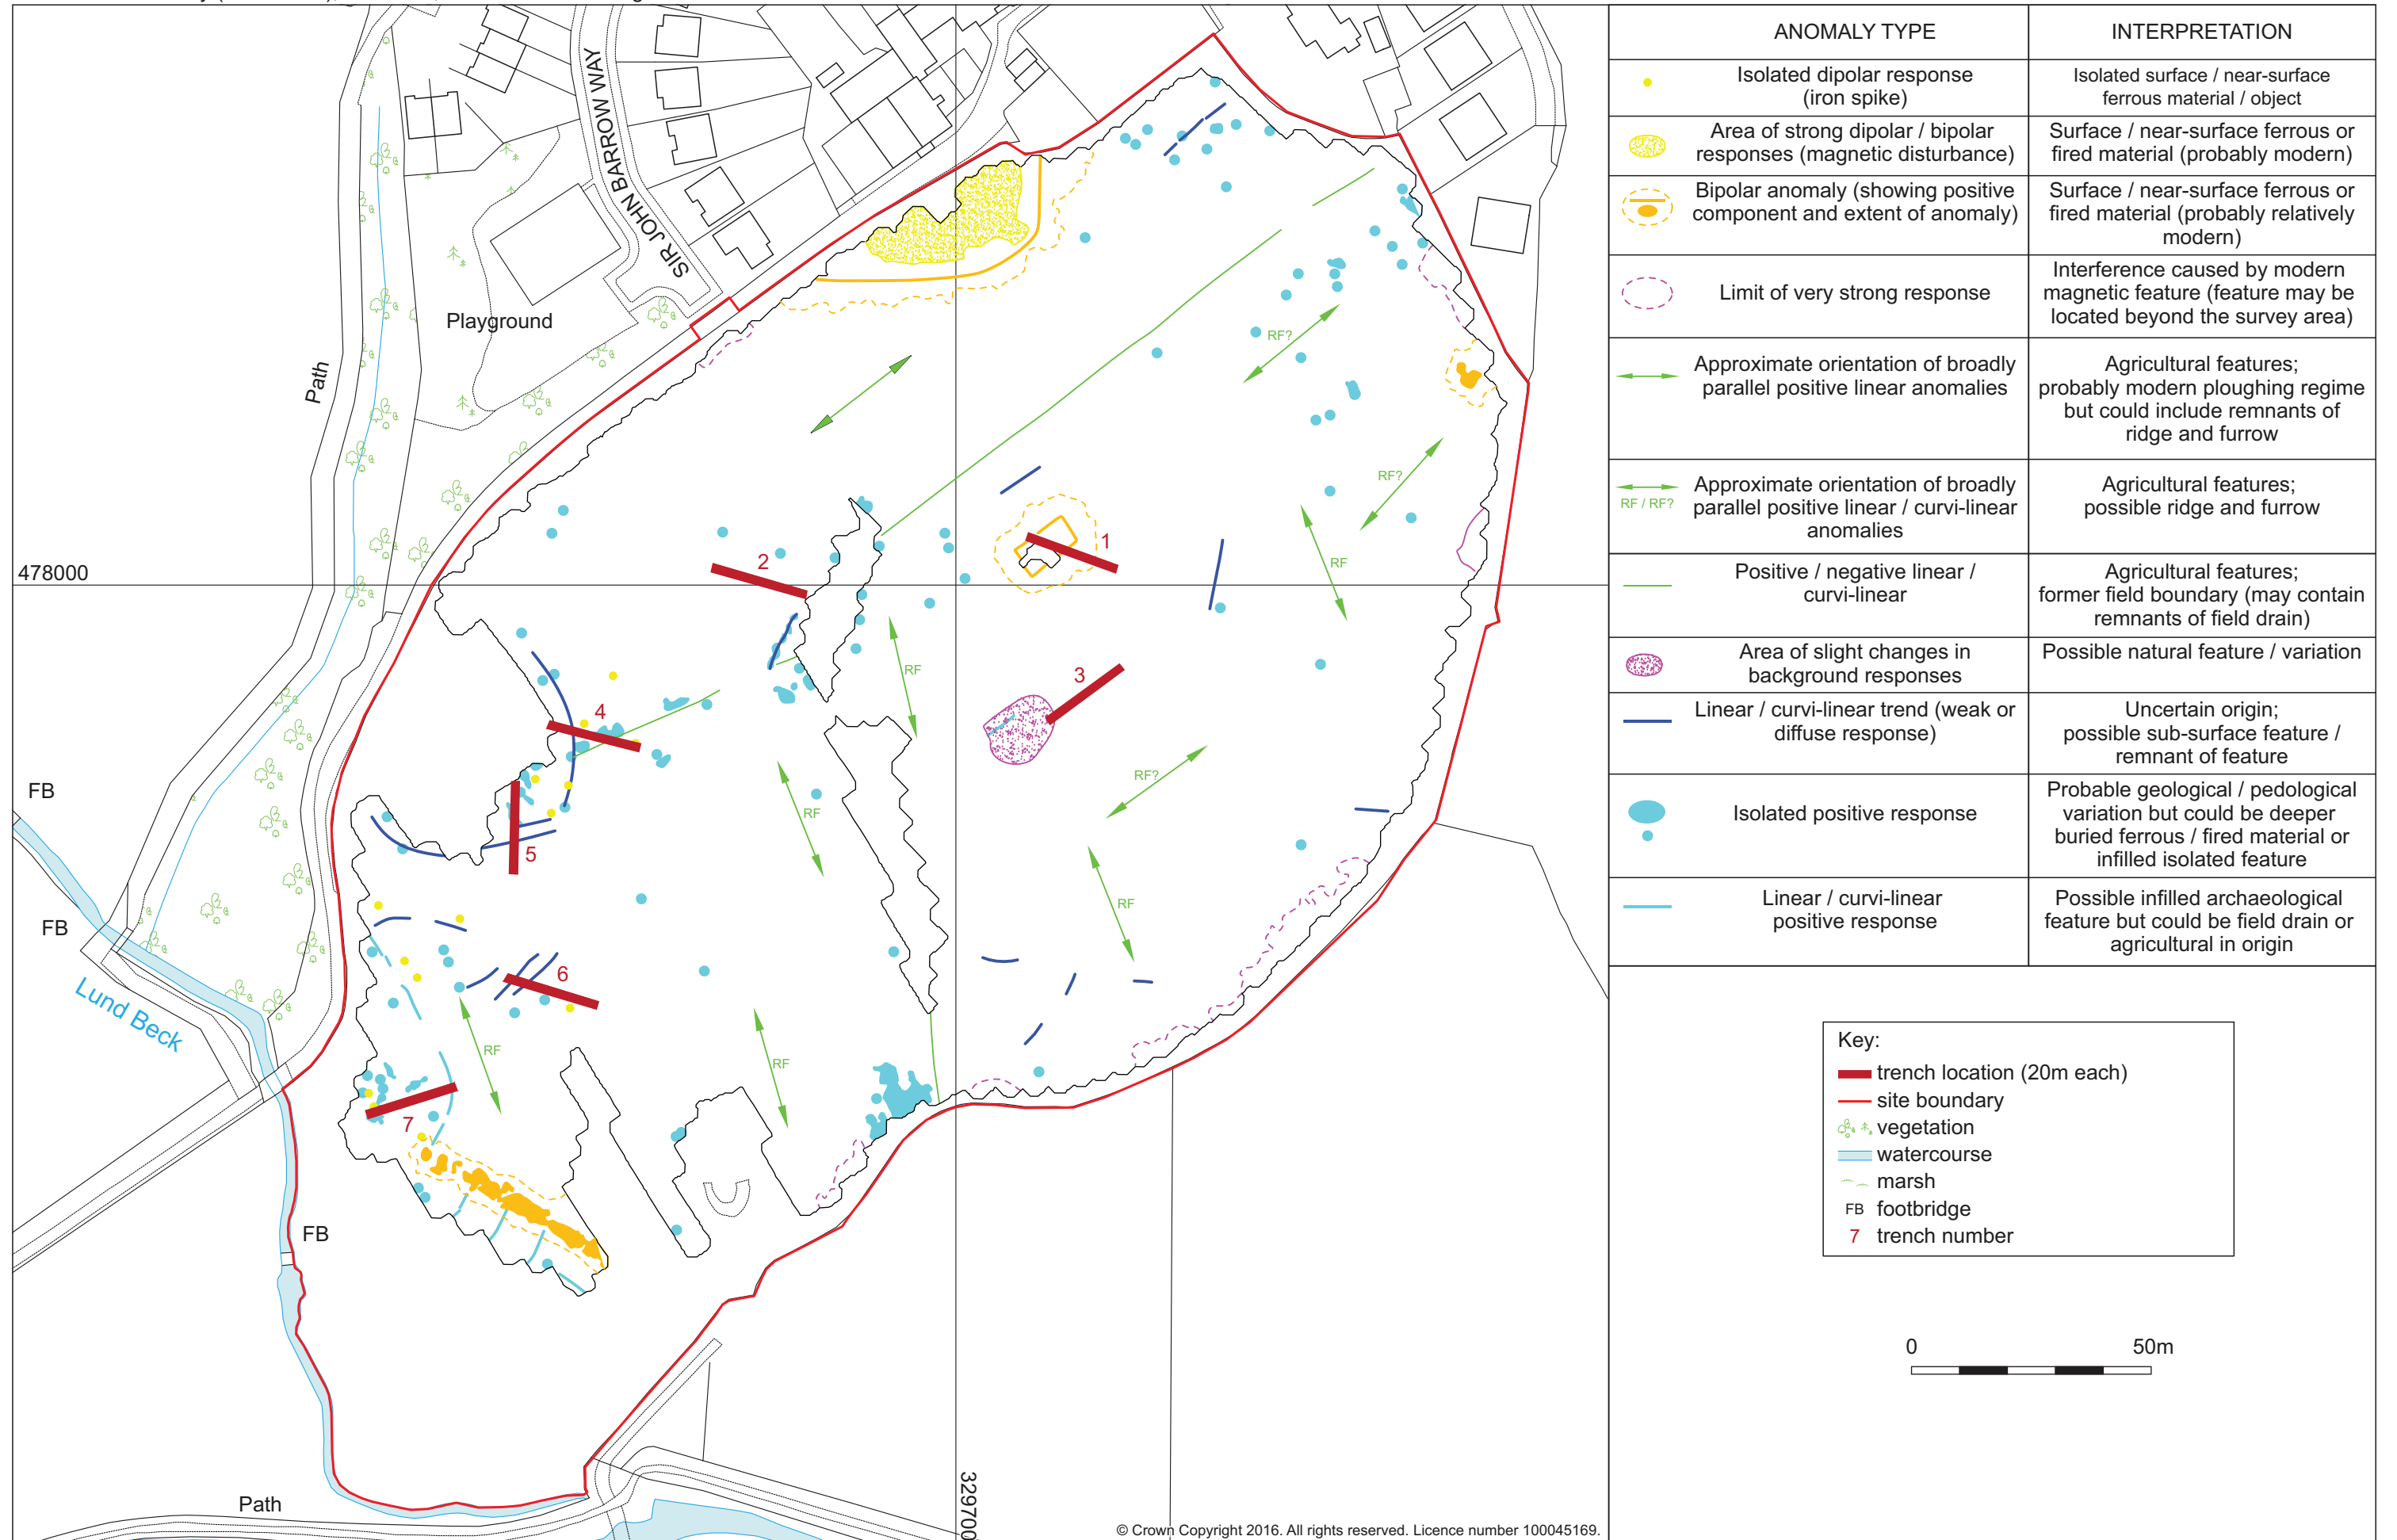 SIR JOHN BARROW WAY
Playground
Path
478000
FB
FB
Lund Beck
FB
Path
329700
1
2
3
4
5
6
7
RF?
RF?
RF
RF
RF?
RF
RF
RF
RF
© Crown Copyright 2016. All rights reserved. Licence number 100045169.
ANOMALY TYPE
INTERPRETATION
Isolated dipolar response
(iron spike)
Isolated surface / near-surface
ferrous material / object
Area of strong dipolar / bipolar
responses (magnetic disturbance)
Surface / near-surface ferrous or
fired material (probably modern)
Bipolar anomaly (showing positive
component and extent of anomaly)
Surface / near-surface ferrous or
fired material (probably relatively
modern)
Limit of very strong response
Interference caused by modern
magnetic feature (feature may be
located beyond the survey area)
Approximate orientation of broadly
parallel positive linear anomalies
Agricultural features;
probably modern ploughing regime
but could include remnants of
ridge and furrow
RF / RF?
Approximate orientation of broadly
parallel positive linear / curvi-linear
anomalies
Agricultural features;
possible ridge and furrow
Positive / negative linear /
curvi-linear
Agricultural features;
former field boundary (may contain
remnants of field drain)
Area of slight changes in
background responses
Possible natural feature / variation
Linear / curvi-linear trend (weak or
diffuse response)
Uncertain origin;
possible sub-surface feature /
remnant of feature
Isolated positive response
Probable geological / pedological
variation but could be deeper
buried ferrous / fired material or
infilled isolated feature
Linear / curvi-linear
positive response
Possible infilled archaeological
feature but could be field drain or
agricultural in origin
Key:
trench location (20m each)
site boundary
vegetation
watercourse
marsh
FB footbridge
7 trench number
0 50m